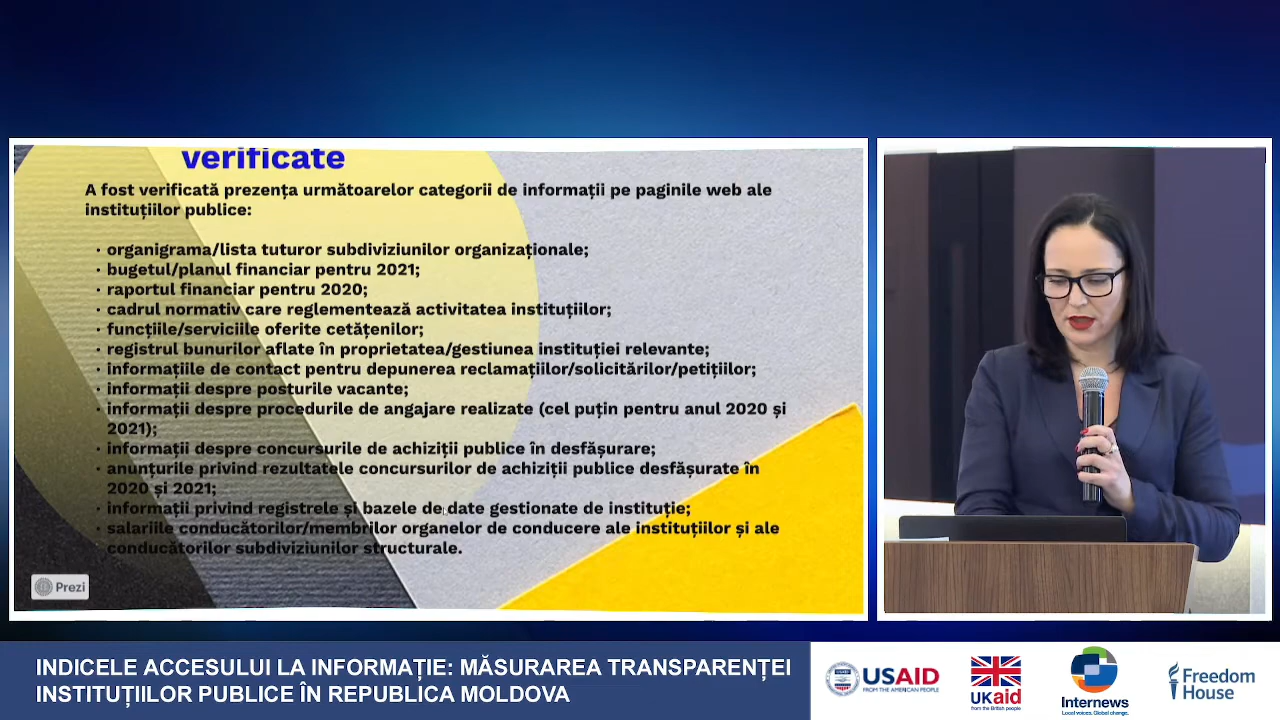 verificate
A fost verificată prezența următoarelor categorii de informații pe paginile web ale
instituțiilor publice:
· organigrama/lista tuturor subdiviziunilor organizaționale;
· bugetul/planul financiar pentru 2021;
· raportul financiar pentru 2020;
· cadrul normativ care reglementează activitatea instituțiilor;
· funcțiile/serviciile oferite cetățenilor;
· registrul bunurilor aflate în proprietatea/gestiunea instituției relevante;
· informațiile de contact pentru depunerea reclamațiilor/solicitărilor/petițiilor;
· informații despre posturile vacante;
· informații despre procedurile de angajare realizate (cel puțin pentru anul 2020 și
2021);
· informații despre concursurile de achiziții publice în desfășurare;
· anunțurile privind rezultatele concursurilor de achiziții publice desfășurate în
2020 și 2021;
· informații privind registrele și bazele de date gestionate de instituție;
· salariile conducătorilor/membrilor organelor de conducere ale instituțiilor și ale
conducătorilor subdiviziunilor structurale.
Prezi
INDICELE ACCESULUI LA INFORMAȚIE: MĂSURAREA TRANSPARENȚEI
INSTITUȚIILOR PUBLICE ÎN REPUBLICA MOLDOVA
USAID
FROM THE AMERICAN PEOPLE
UKaid
from the British people
Internews
Local voices. Global change.
Freedom
House